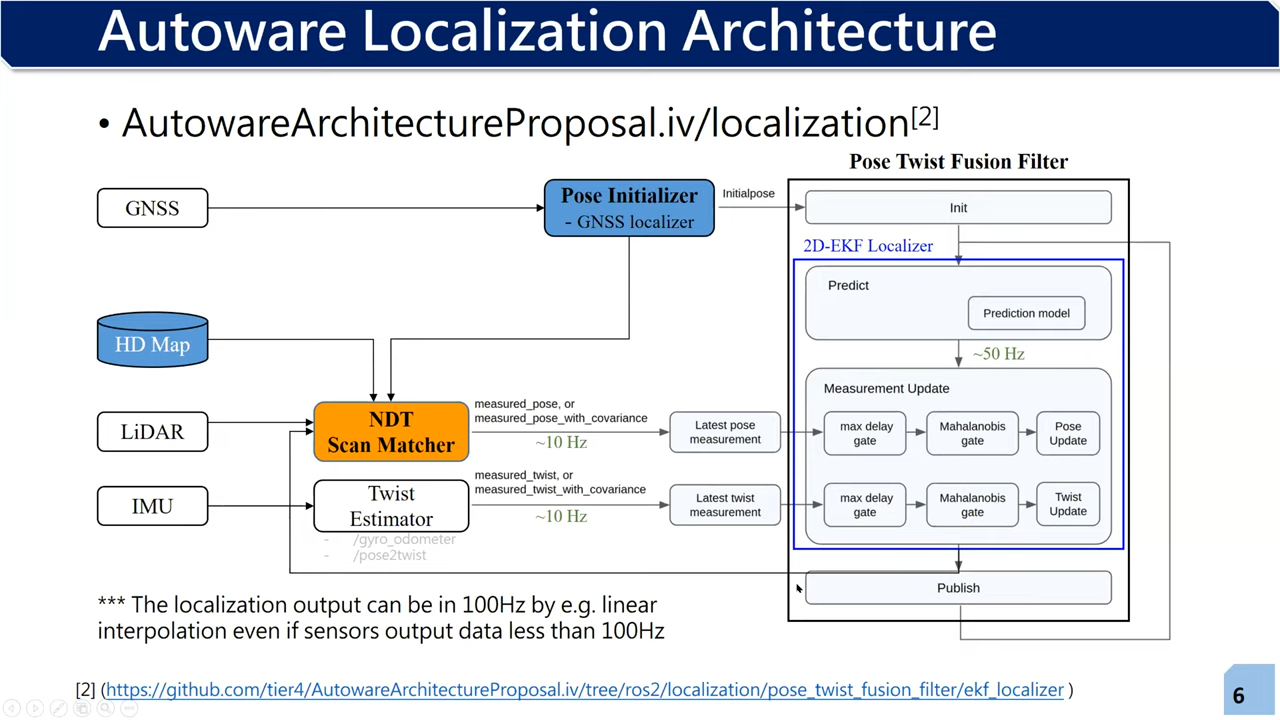 Autoware Localization Architecture
• AutowareArchitectureProposal.iv/localization[2]
Pose Twist Fusion Filter
GNSS
Pose Initializer
- GNSS localizer
Initialpose
Init
2D-EKF Localizer
Predict
Prediction model
~50 Hz
HD Map
Measurement Update
LiDAR
NDT
Scan Matcher
measured_pose, or
measured_pose_with_covariance
~10 Hz
Latest pose
measurement
max delay
gate
Mahalanobis
gate
Pose
Update
IMU
Twist
Estimator
- /gyro_odometer
- /pose2twist
measured_twist, or
measured_twist_with_covariance
~10 Hz
Latest twist
measurement
max delay
gate
Mahalanobis
gate
Twist
Update
Publish
*** The localization output can be in 100Hz by e.g. linear
interpolation even if sensors output data less than 100Hz
[2] (https://github.com/tier4/AutowareArchitectureProposal.iv/tree/ros2/localization/pose_twist_fusion_filter/ekf_localizer )
6